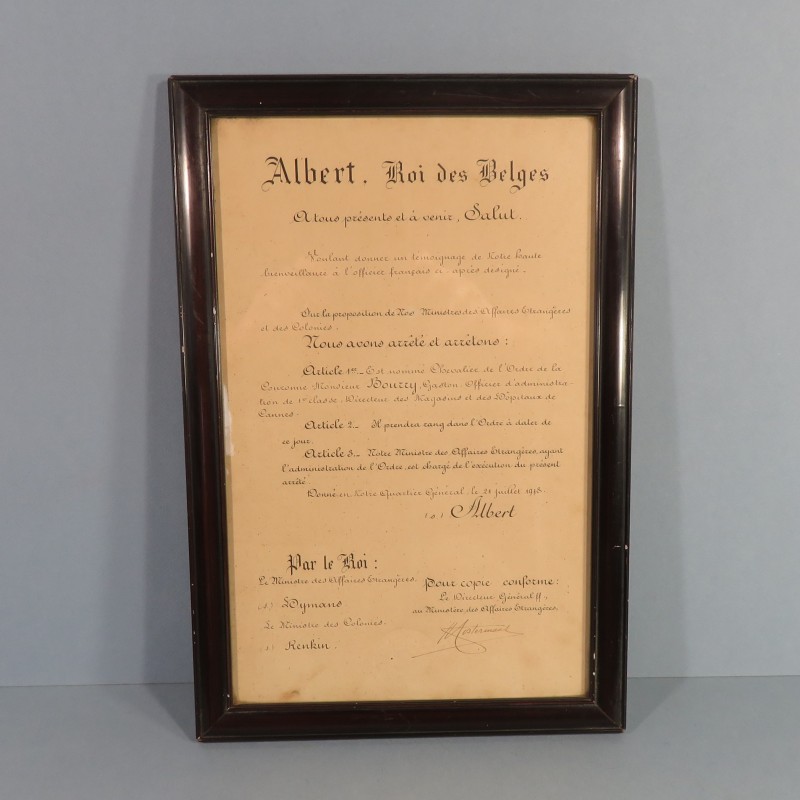 Albert. Roi des Belges
A tous présents et à venir, Salut.
Voulant donner un témoignage de Notre haute
bienveillance à l'officier français ci-après désigné.
Sur la proposition de Nos Ministres des Affaires Etrangères
et des Colonies.
Nous avons arrêté et arrêtons :
Article 1er._ Est nommé Chevalier de l'Ordre de la
Couronne Monsieur Bourry, Gaston, Officier d'administra-
tion de 1e classe, Directeur des Magasins et des Hôpitaux de
Cannes.
Article 2_ Il prendra rang dans l'Ordre à dater de
ce jour.
Article 3._ Notre Ministre des Affaires Etrangères, ayant
l'administration de l'Ordre, est chargé de l'exécution du présent
arrêté
Donné en Notre Quartier Général, le 21 juillet 1918.
(s) Albert
Par le Roi :
Le Ministre des Affaires Etrangères.
s) Hymans
Le Ministre des Colonies.
s) Renkin.
Pour copie conforme :
Le Directeur Général ff,
au Ministère des Affaires Etrangères.